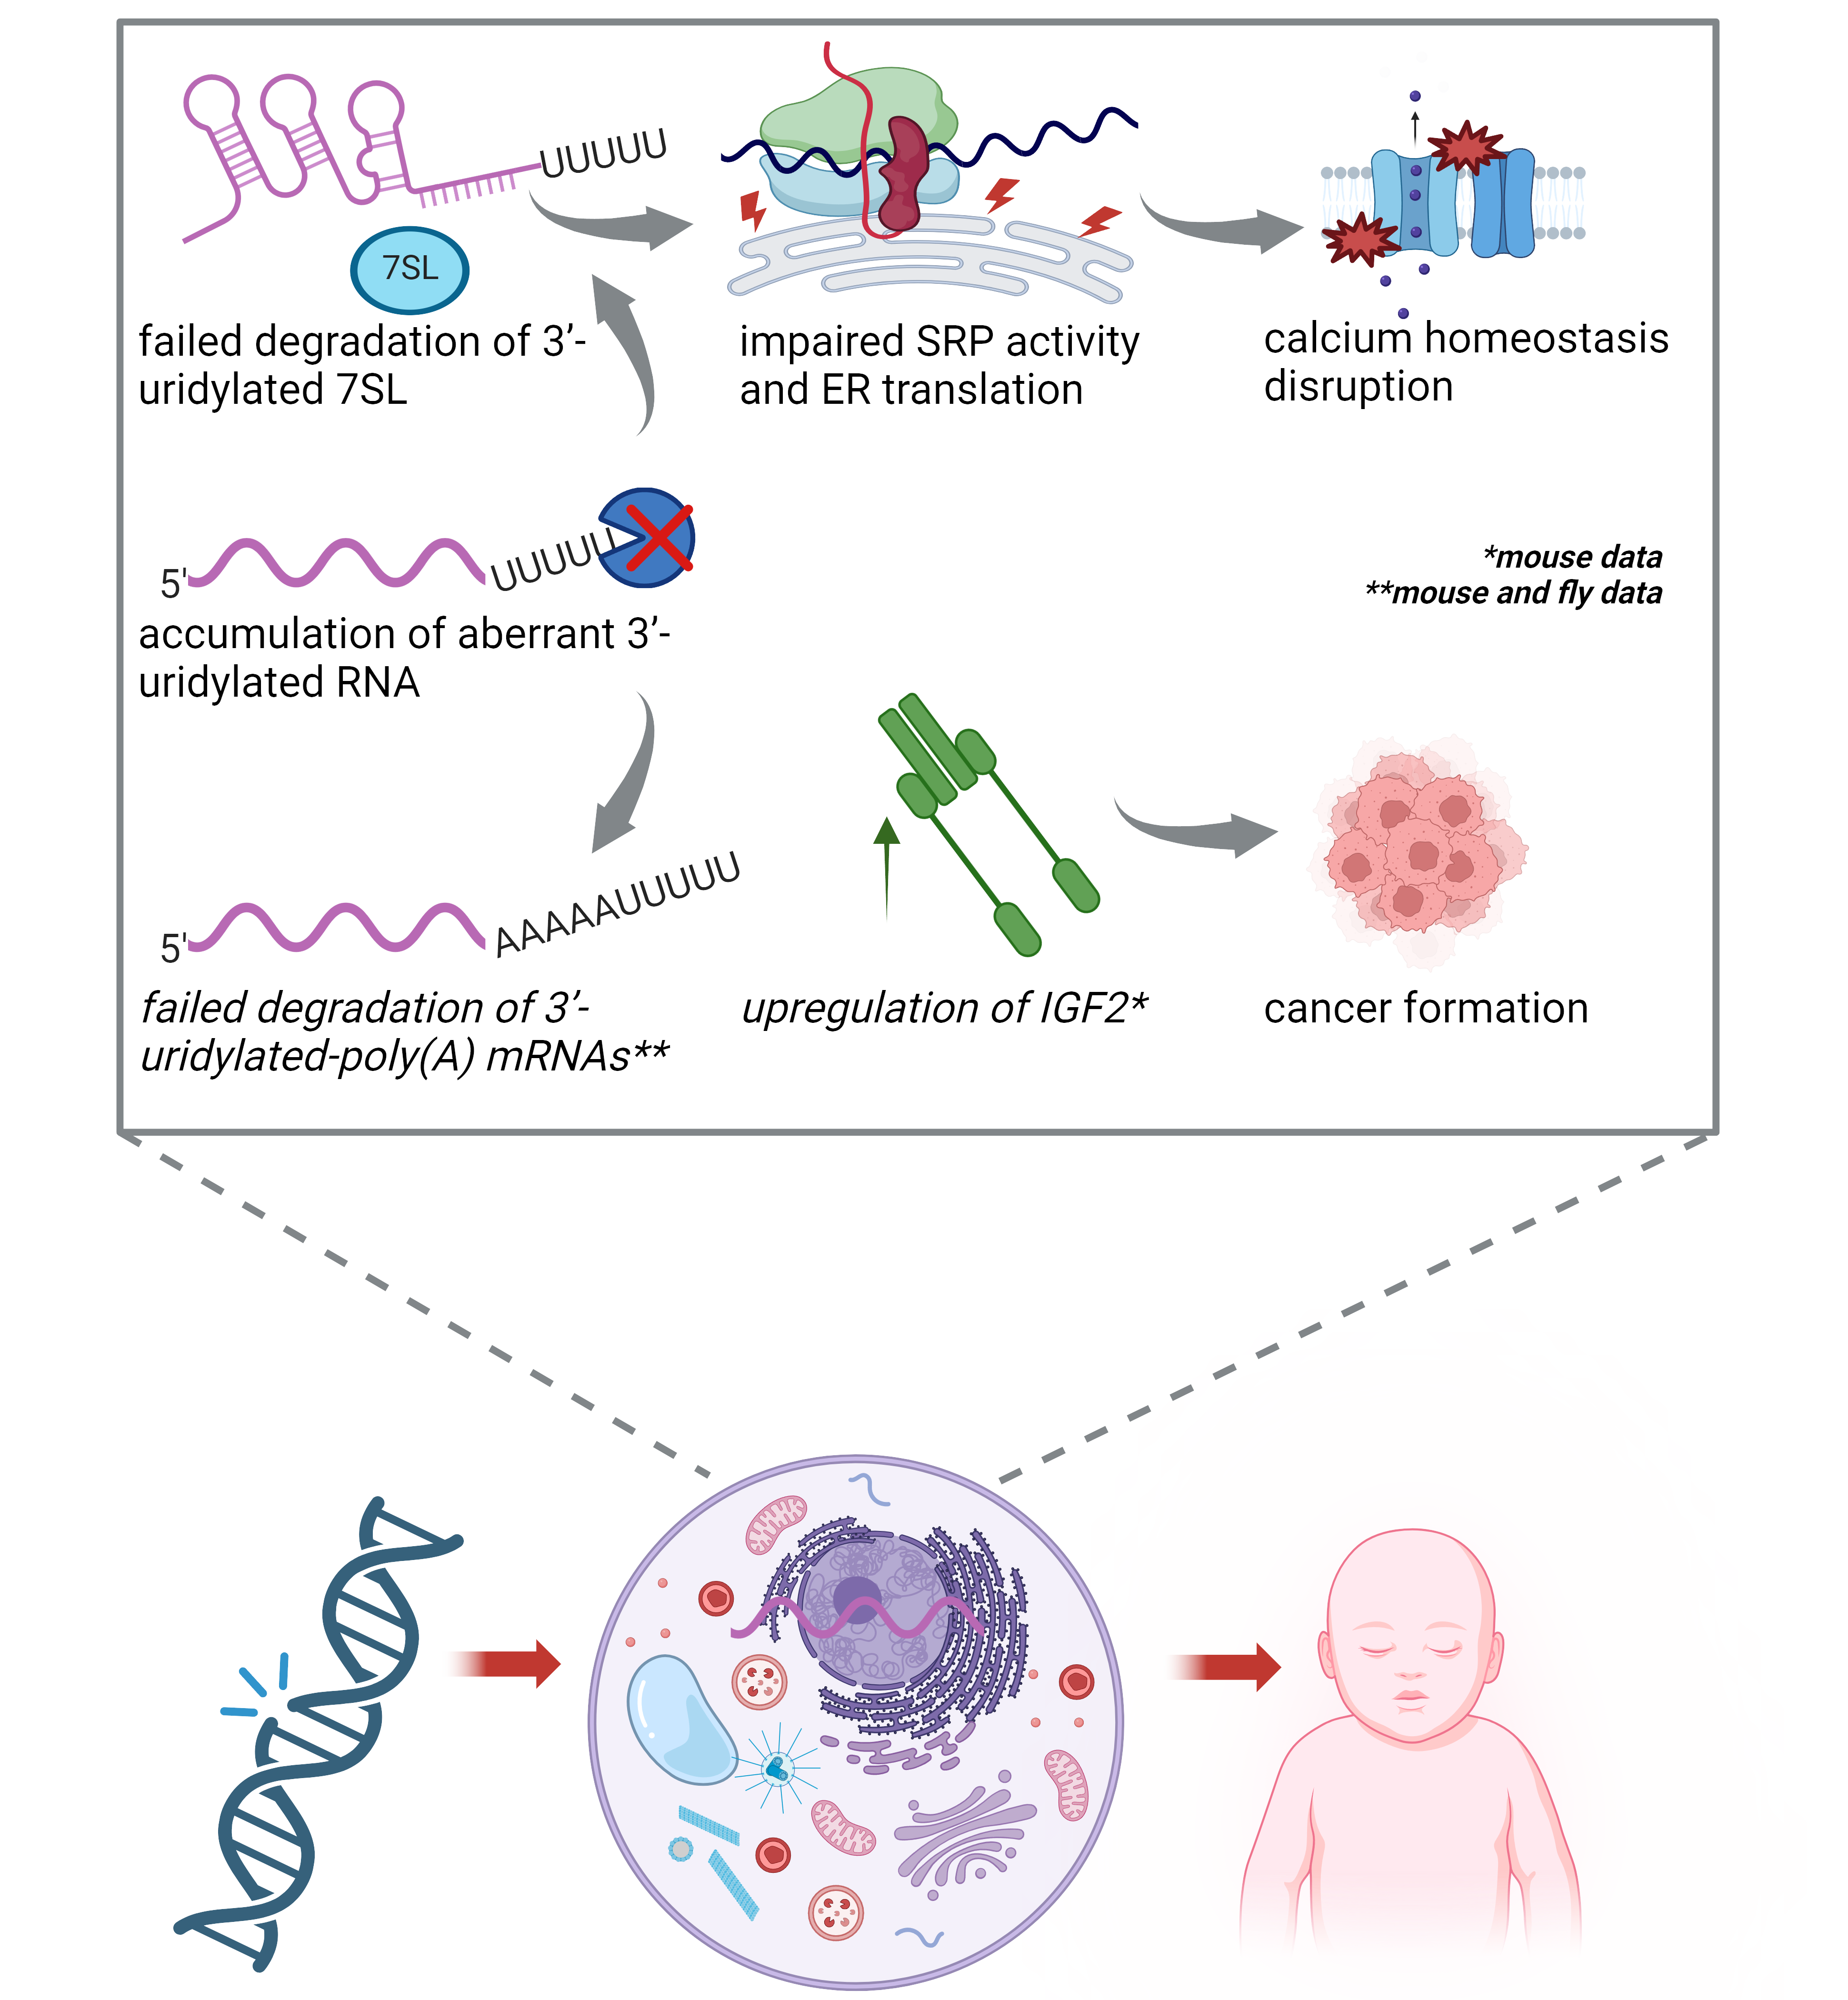 UUUUU
7SL
failed degradation of 3’-
uridylated 7SL
impaired SRP activity
and ER translation
calcium homeostasis
disruption
5'
UUUUU
accumulation of aberrant 3’-
uridylated RNA
*mouse data
**mouse and fly data
5'
AAAAAUUUUU
failed degradation of 3’-
uridylated-poly(A) mRNAs**
upregulation of IGF2*
cancer formation